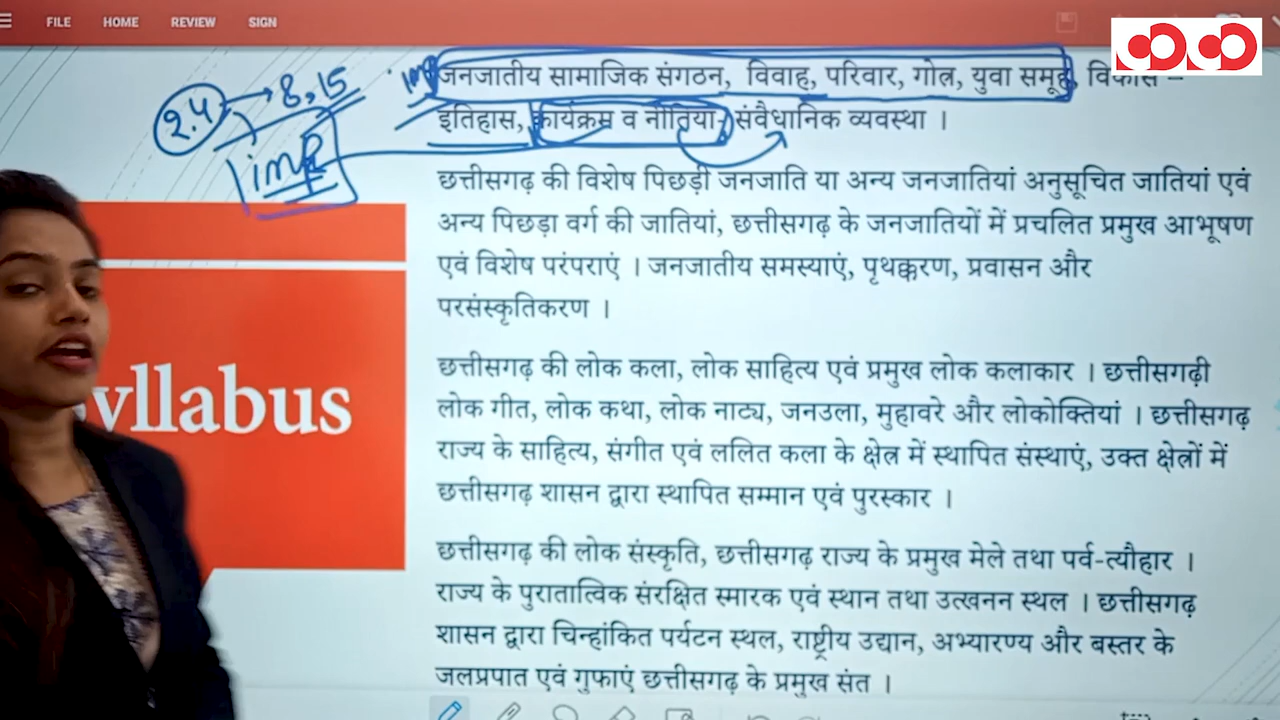 FILE HOME REVIEW SIGN
2.4 → 8, 15
imp
imp
जनजातीय सामाजिक संगठन, विवाह, परिवार, गोत्र, युवा समूह, विकास –
इतिहास, कार्यक्रम व नीतियां- संवैधानिक व्यवस्था ।
छत्तीसगढ़ की विशेष पिछड़ी जनजाति या अन्य जनजातियां अनुसूचित जातियां एवं
अन्य पिछड़ा वर्ग की जातियां, छत्तीसगढ़ के जनजातियों में प्रचलित प्रमुख आभूषण
एवं विशेष परंपराएं । जनजातीय समस्याएं, पृथक्करण, प्रवासन और
परसंस्कृतिकरण ।
yllabus
छत्तीसगढ़ की लोक कला, लोक साहित्य एवं प्रमुख लोक कलाकार । छत्तीसगढ़ी
लोक गीत, लोक कथा, लोक नाट्य, जनउला, मुहावरे और लोकोक्तियां । छत्तीसगढ़
राज्य के साहित्य, संगीत एवं ललित कला के क्षेत्र में स्थापित संस्थाएं, उक्त क्षेत्रों में
छत्तीसगढ़ शासन द्वारा स्थापित सम्मान एवं पुरस्कार ।
छत्तीसगढ़ की लोक संस्कृति, छत्तीसगढ़ राज्य के प्रमुख मेले तथा पर्व-त्यौहार ।
राज्य के पुरातात्विक संरक्षित स्मारक एवं स्थान तथा उत्खनन स्थल । छत्तीसगढ़
शासन द्वारा चिन्हांकित पर्यटन स्थल, राष्ट्रीय उद्यान, अभ्यारण्य और बस्तर के
जलप्रपात एवं गुफाएं छत्तीसगढ़ के प्रमुख संत ।